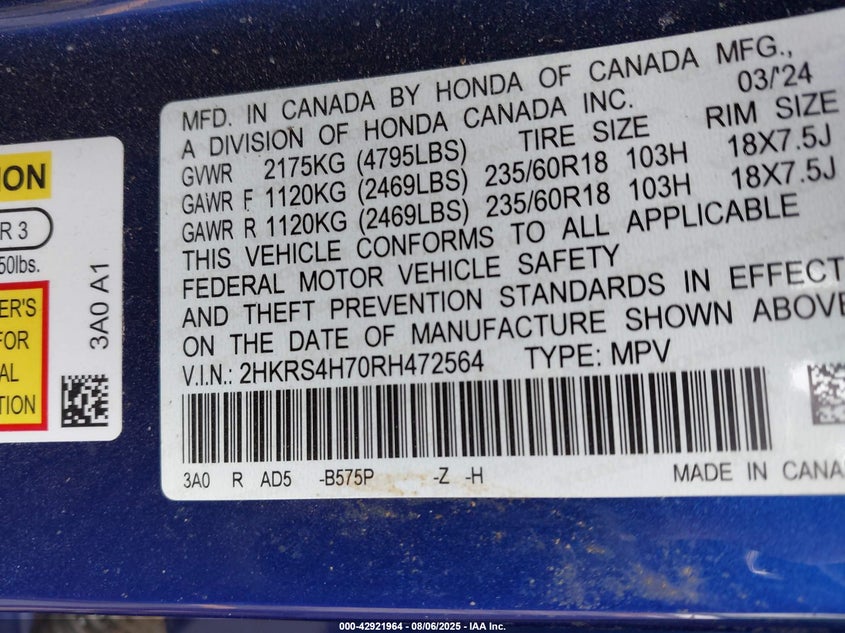 MFD. IN CANADA BY HONDA OF CANADA MFG.,
A DIVISION OF HONDA CANADA INC. 03/'24
GVWR 2175KG (4795LBS) TIRE SIZE RIM SIZE
GAWR F 1120KG (2469LBS) 235/60R18 103H 18X7.5J
GAWR R 1120KG (2469LBS) 235/60R18 103H 18X7.5J
THIS VEHICLE CONFORMS TO ALL APPLICABLE
FEDERAL MOTOR VEHICLE SAFETY
AND THEFT PREVENTION STANDARDS IN EFFECT
ON THE DATE OF MANUFACTURE SHOWN ABOVE
V.I.N.: 2HKRS4H70RH472564 TYPE: MPV
3A0 R AD5 -B575P -Z -H MADE IN CANA
ION
R 3
50lbs.
ER'S
FOR
AL
TION
3A0 A1
000-42921964 - 08/06/2025 - IAA Inc.